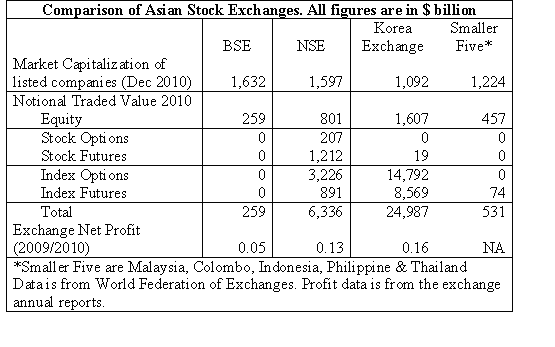 Comparison of Asian Stock Exchanges. All figures are in $ billion
BSE NSE Korea Exchange Smaller Five*
Market Capitalization of
listed companies (Dec 2010) 1,632 1,597 1,092 1,224
Notional Traded Value 2010
Equity 259 801 1,607 457
Stock Options 0 207 0 0
Stock Futures 0 1,212 19 0
Index Options 0 3,226 14,792 0
Index Futures 0 891 8,569 74
Total 259 6,336 24,987 531
Exchange Net Profit
(2009/2010) 0.05 0.13 0.16 NA
*Smaller Five are Malaysia, Colombo, Indonesia, Philippine & Thailand
Data is from World Federation of Exchanges. Profit data is from the exchange
annual reports.